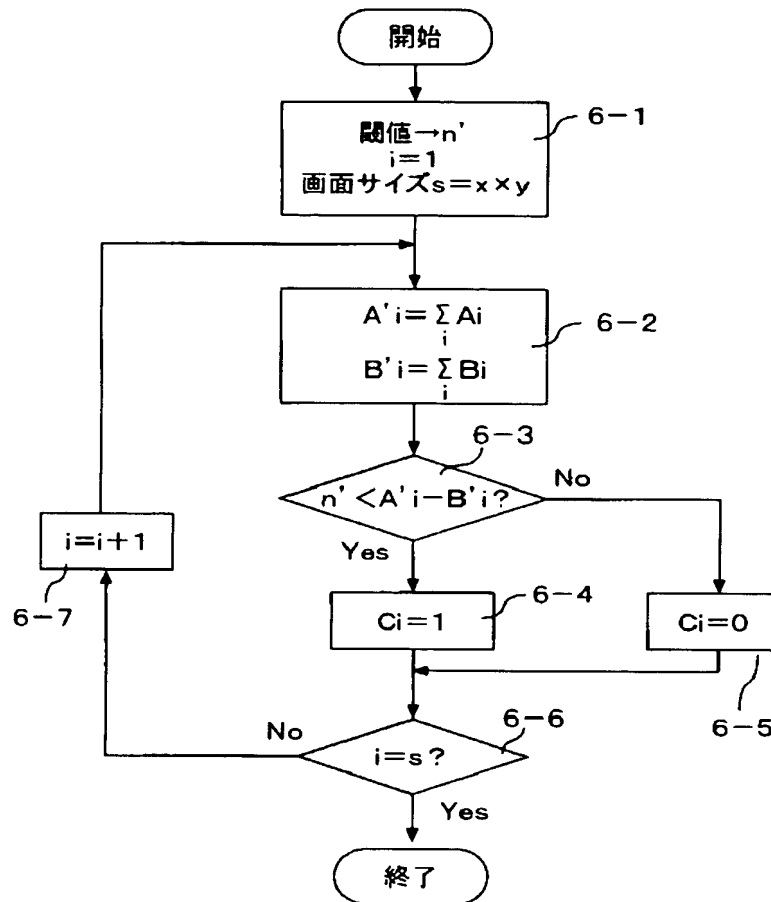 開始
閾値→n'
i=1
画面サイズs=x×y
6-1
A'i=ΣAi
i
B'i=ΣBi
i
6-2
6-3
n'<A'i-B'i?
No
Yes
i=i+1
6-7
Ci=1
6-4
Ci=0
6-5
No
6-6
i=s?
Yes
終了